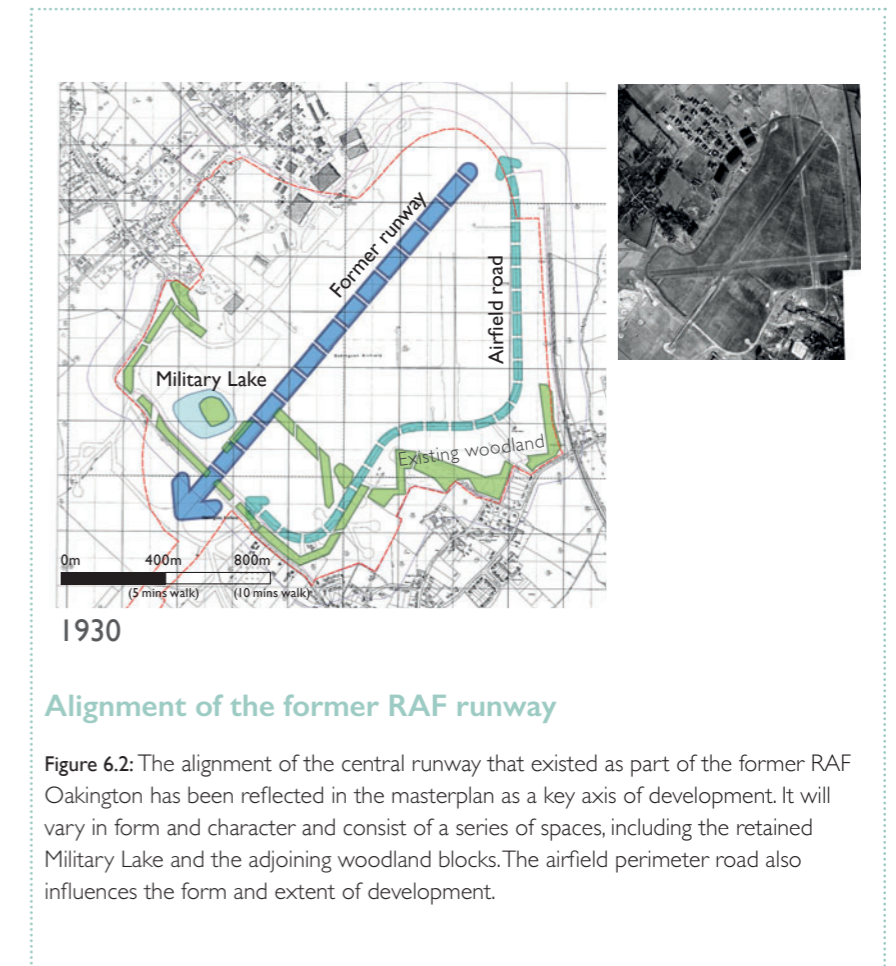 Former runway
Airfield road
Military Lake
Existing woodland
0m 400m 800m
(5 mins walk) (10 mins walk)
1930
Alignment of the former RAF runway
Figure 6.2: The alignment of the central runway that existed as part of the former RAF
Oakington has been reflected in the masterplan as a key axis of development. It will
vary in form and character and consist of a series of spaces, including the retained
Military Lake and the adjoining woodland blocks. The airfield perimeter road also
influences the form and extent of development.